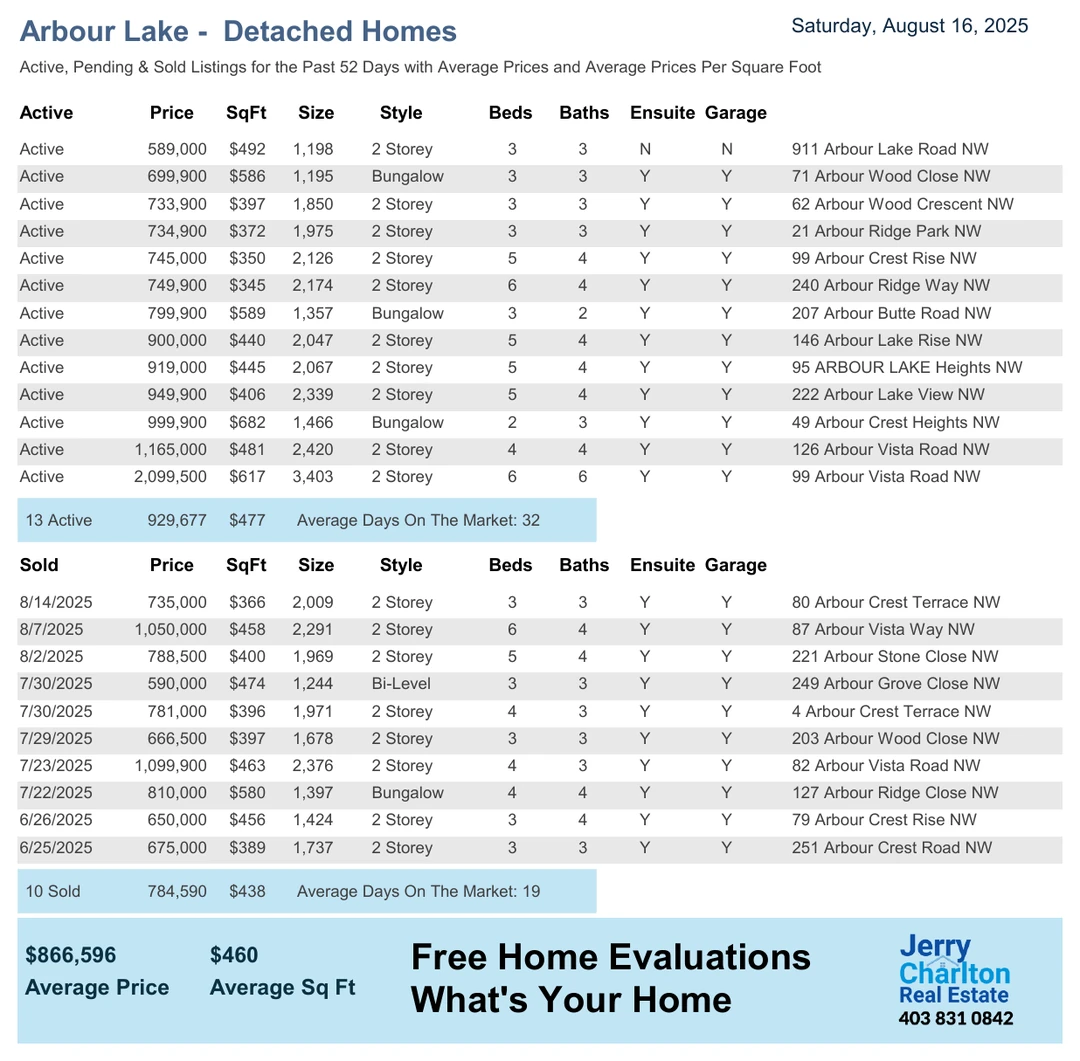 Arbour Lake - Detached Homes
Saturday, August 16, 2025
Active, Pending & Sold Listings for the Past 52 Days with Average Prices and Average Prices Per Square Foot
Active Price SqFt Size Style Beds Baths Ensuite Garage
Active 589,000 $492 1,198 2 Storey 3 3 N N 911 Arbour Lake Road NW
Active 699,900 $586 1,195 Bungalow 3 3 Y Y 71 Arbour Wood Close NW
Active 733,900 $397 1,850 2 Storey 3 3 Y Y 62 Arbour Wood Crescent NW
Active 734,900 $372 1,975 2 Storey 3 3 Y Y 21 Arbour Ridge Park NW
Active 745,000 $350 2,126 2 Storey 5 4 Y Y 99 Arbour Crest Rise NW
Active 749,900 $345 2,174 2 Storey 6 4 Y Y 240 Arbour Ridge Way NW
Active 799,900 $589 1,357 Bungalow 3 2 Y Y 207 Arbour Butte Road NW
Active 900,000 $440 2,047 2 Storey 5 4 Y Y 146 Arbour Lake Rise NW
Active 919,000 $445 2,067 2 Storey 5 4 Y Y 95 ARBOUR LAKE Heights NW
Active 949,900 $406 2,339 2 Storey 5 4 Y Y 222 Arbour Lake View NW
Active 999,900 $682 1,466 Bungalow 2 3 Y Y 49 Arbour Crest Heights NW
Active 1,165,000 $481 2,420 2 Storey 4 4 Y Y 126 Arbour Vista Road NW
Active 2,099,500 $617 3,403 2 Storey 6 6 Y Y 99 Arbour Vista Road NW
13 Active 929,677 $477 Average Days On The Market: 32
Sold Price SqFt Size Style Beds Baths Ensuite Garage
8/14/2025 735,000 $366 2,009 2 Storey 3 3 Y Y 80 Arbour Crest Terrace NW
8/7/2025 1,050,000 $458 2,291 2 Storey 6 4 Y Y 87 Arbour Vista Way NW
8/2/2025 788,500 $400 1,969 2 Storey 5 4 Y Y 221 Arbour Stone Close NW
7/30/2025 590,000 $474 1,244 Bi-Level 3 3 Y Y 249 Arbour Grove Close NW
7/30/2025 781,000 $396 1,971 2 Storey 4 3 Y Y 4 Arbour Crest Terrace NW
7/29/2025 666,500 $397 1,678 2 Storey 3 3 Y Y 203 Arbour Wood Close NW
7/23/2025 1,099,900 $463 2,376 2 Storey 4 3 Y Y 82 Arbour Vista Road NW
7/22/2025 810,000 $580 1,397 Bungalow 4 4 Y Y 127 Arbour Ridge Close NW
6/26/2025 650,000 $456 1,424 2 Storey 3 4 Y Y 79 Arbour Crest Rise NW
6/25/2025 675,000 $389 1,737 2 Storey 3 3 Y Y 251 Arbour Crest Road NW
10 Sold 784,590 $438 Average Days On The Market: 19
$866,596 $460
Average Price Average Sq Ft
Free Home Evaluations
What's Your Home
Jerry
Charlton
Real Estate
403 831 0842